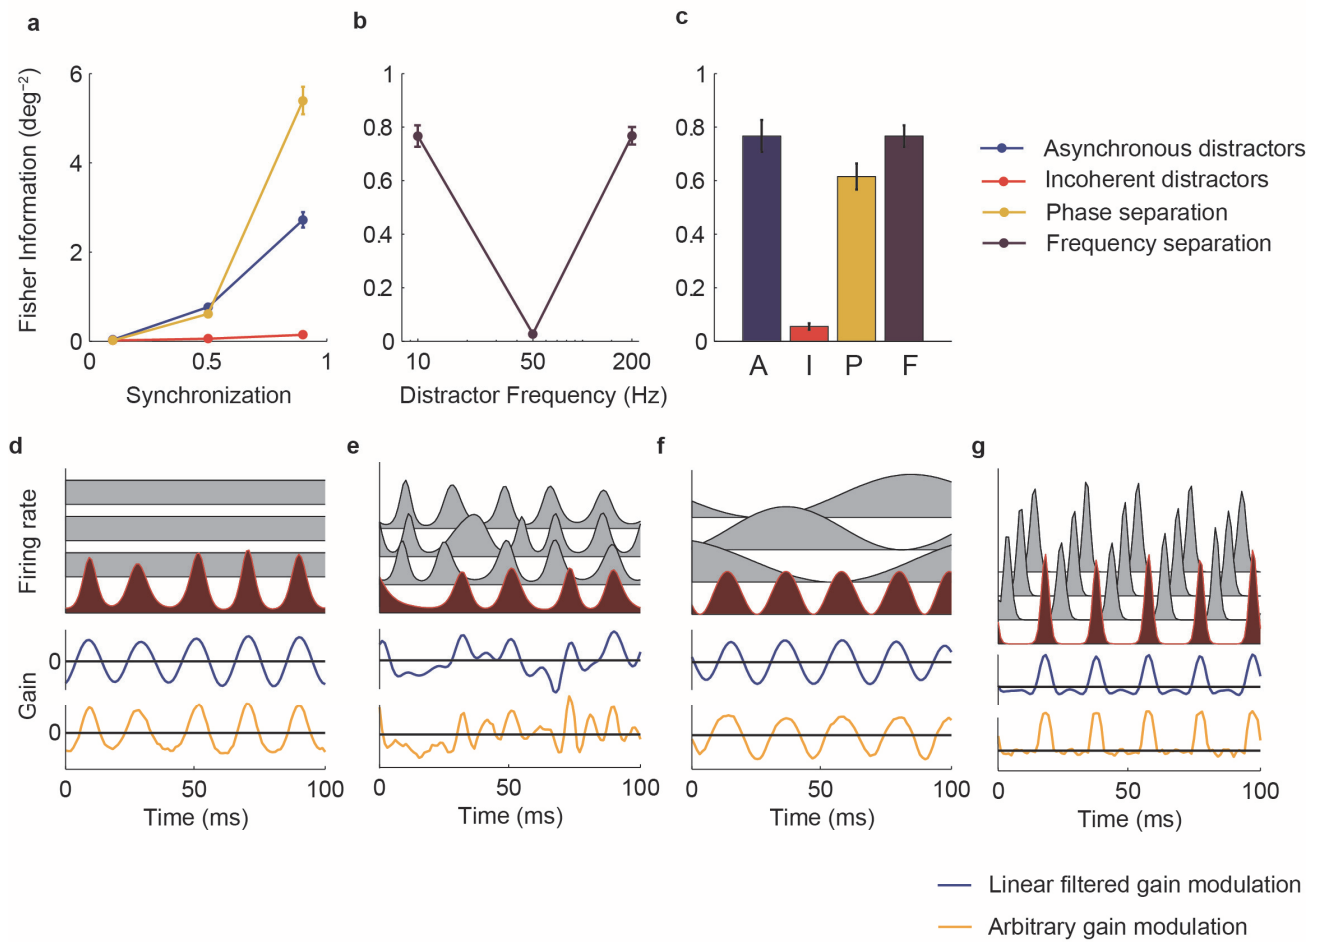 a
b
c
Fisher Information (deg⁻²)
6
4
2
0
0
0.5
1
Synchronization
1
0.8
0.6
0.4
0.2
0
10
50
200
Distractor Frequency (Hz)
1
0.8
0.6
0.4
0.2
0
A
I
P
F
Asynchronous distractors
Incoherent distractors
Phase separation
Frequency separation
d
e
f
g
Firing rate
Gain
0
0
0
50
100
Time (ms)
0
50
100
Time (ms)
0
50
100
Time (ms)
0
50
100
Time (ms)
Linear filtered gain modulation
Arbitrary gain modulation